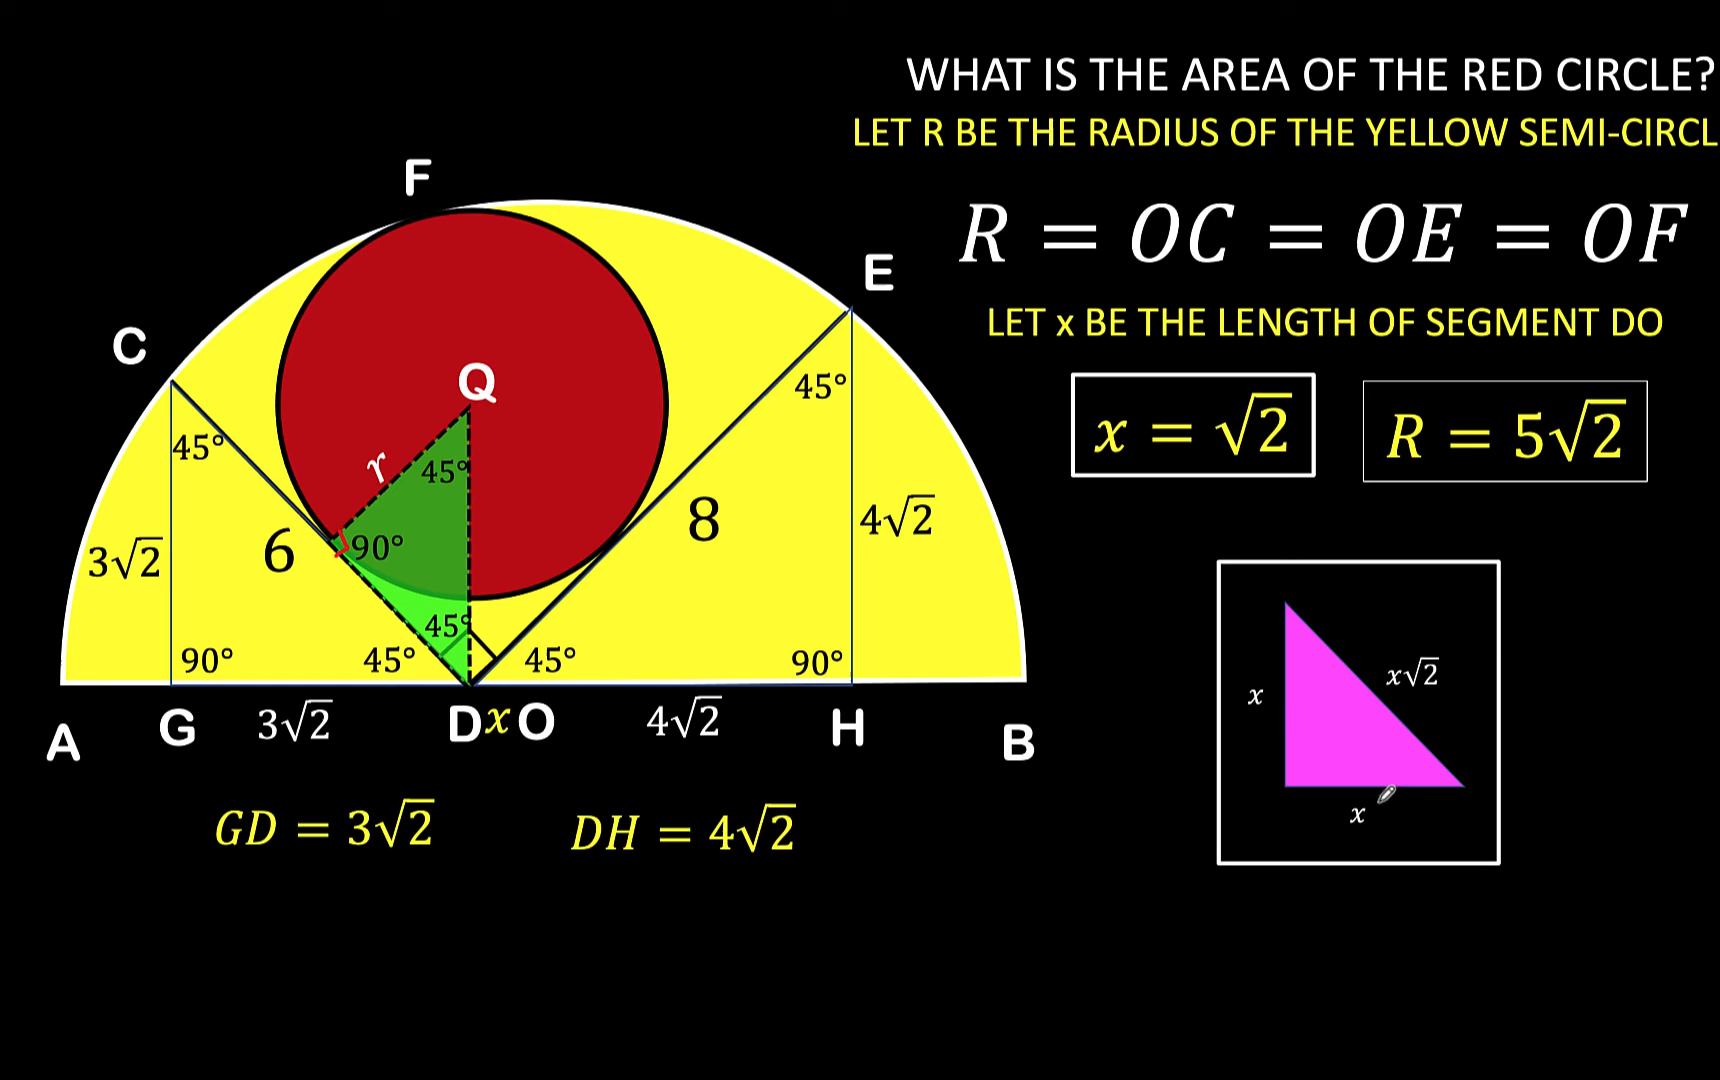 WHAT IS THE AREA OF THE RED CIRCLE?
LET R BE THE RADIUS OF THE YELLOW SEMI-CIRCL
R = OC = OE = OF
LET x BE THE LENGTH OF SEGMENT DO
x = √2
R = 5√2
F
E
C
Q
45°
45°
r
45°
6
90°
8
4√2
3√2
45°
90°
45°
45°
90°
A
G
3√2
D
x
O
4√2
H
B
GD = 3√2
DH = 4√2
x
x√2
x